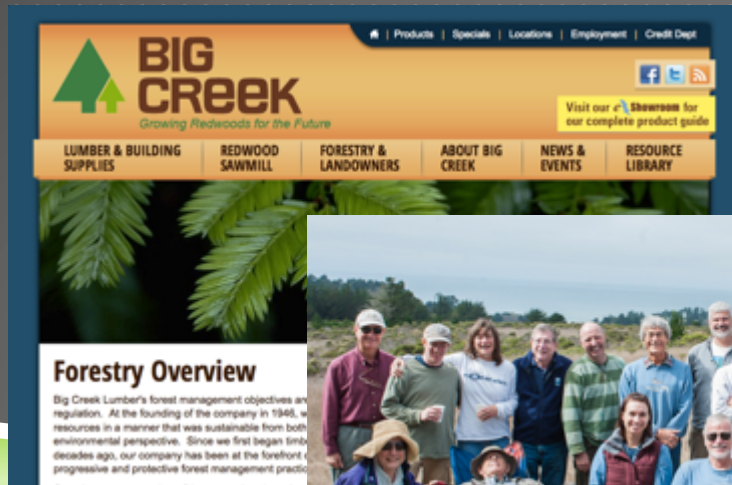 Products | Specials | Locations | Employment | Credit Dept
BIG
CREEK
Growing Redwoods for the Future
Visit our eShowroom for
our complete product guide
LUMBER & BUILDING
SUPPLIES
REDWOOD
SAWMILL
FORESTRY &
LANDOWNERS
ABOUT BIG
CREEK
NEWS &
EVENTS
RESOURCE
LIBRARY
Forestry Overview
Big Creek Lumber's forest management objectives
regulation. At the founding of the company in 1946,
resources in a manner that was sustainable from both
environmental perspective. Since we first began
decades ago, our company has been at the forefront
progressive and protective forest management